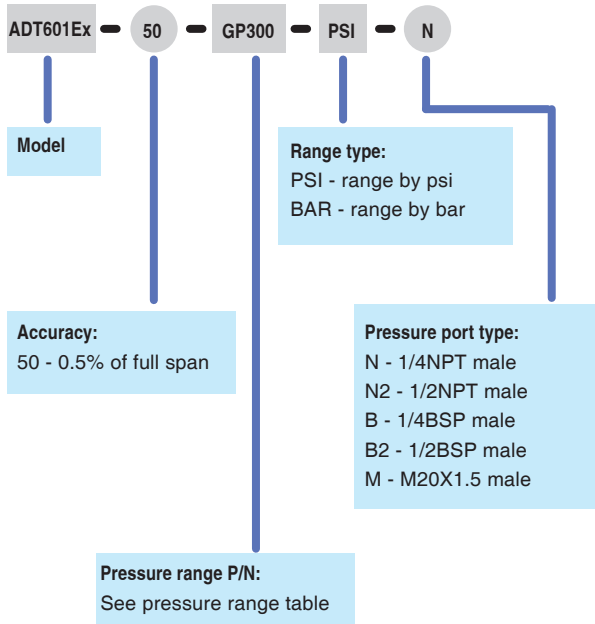 ADT601Ex 50 GP300 PSI N
Model
Range type:
PSI - range by psi
BAR - range by bar
Accuracy:
50 - 0.5% of full span
Pressure port type:
N - 1/4NPT male
N2 - 1/2NPT male
B - 1/4BSP male
B2 - 1/2BSP male
M - M20X1.5 male
Pressure range P/N:
See pressure range table